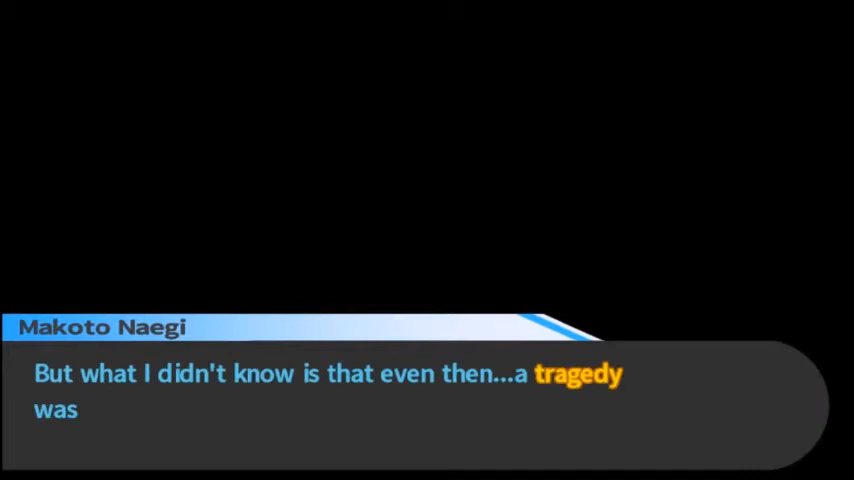 Makoto Naegi
But what I didn't know is that even then...a tragedy
was